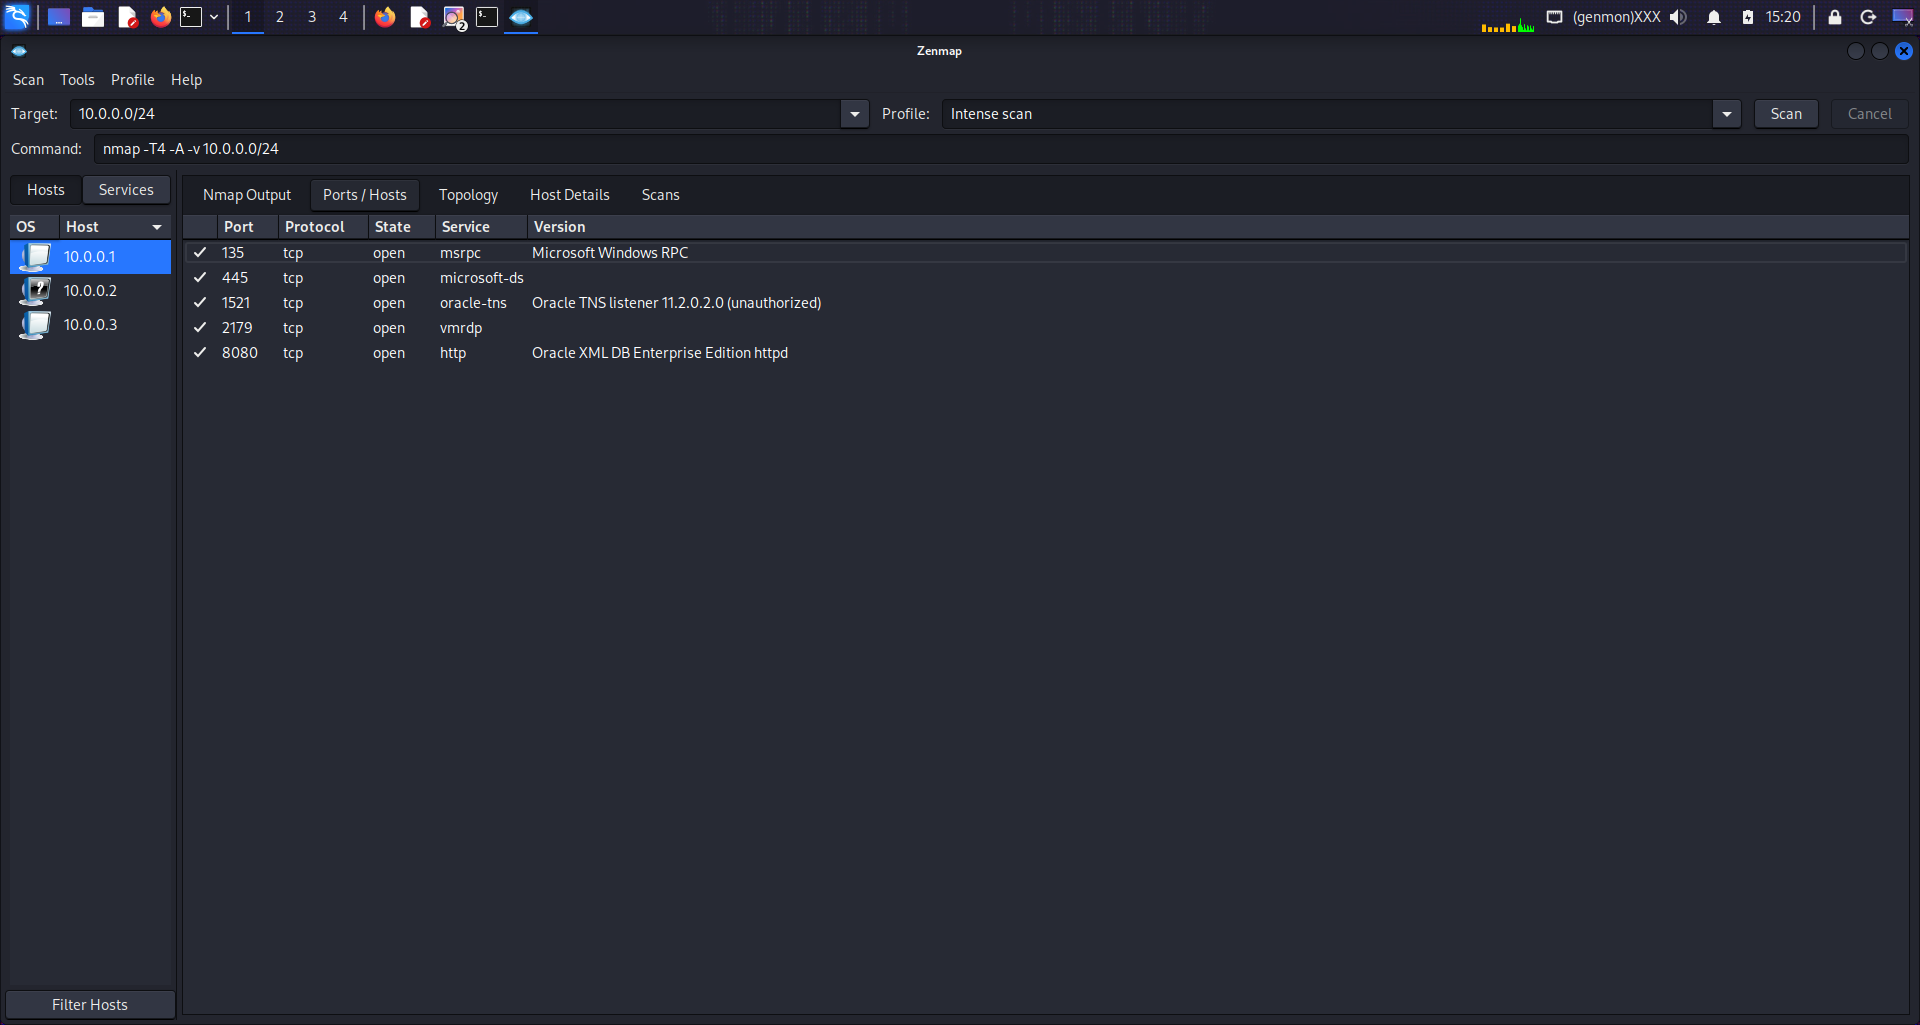 1 2 3 4 2 (genmon)XXX 15:20
Zenmap
Scan Tools Profile Help
Target: 10.0.0.0/24 Profile: Intense scan Scan Cancel
Command: nmap -T4 -A -v 10.0.0.0/24
Hosts Services
Nmap Output Ports / Hosts Topology Host Details Scans
OS Host
10.0.0.1
10.0.0.2
10.0.0.3
Port Protocol State Service Version
135 tcp open msrpc Microsoft Windows RPC
445 tcp open microsoft-ds
1521 tcp open oracle-tns Oracle TNS listener 11.2.0.2.0 (unauthorized)
2179 tcp open vmrdp
8080 tcp open http Oracle XML DB Enterprise Edition httpd
Filter Hosts